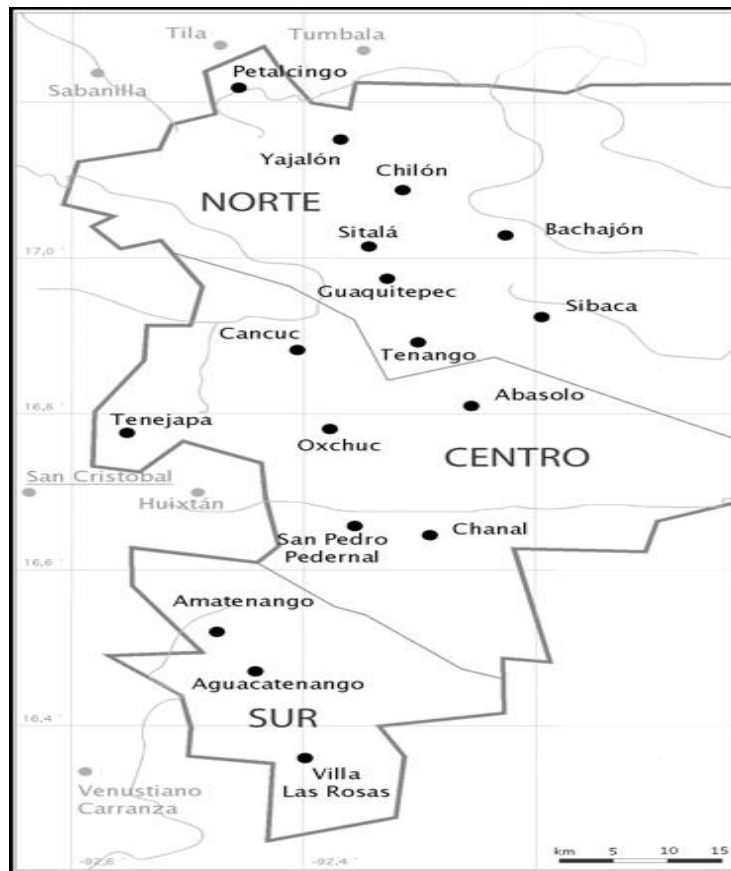 Tila
Tumbala
Petalcingo
Sabanilla
Yajalón
Chilón
NORTE
Sitalá
Bachajón
17,0 ˚
Guaquitepec
Sibaca
Cancuc
Tenango
Abasolo
16,8 ˚
Tenejapa
Oxchuc
CENTRO
San Cristobal
Huixtán
San Pedro
Pedernal
Chanal
16,6 ˚
Amatenango
Aguacatenango
SUR
16,4 ˚
Villa
Las Rosas
Venustiano
Carranza
km 5 10 15
-92,6 ˚
-92,4 ˚